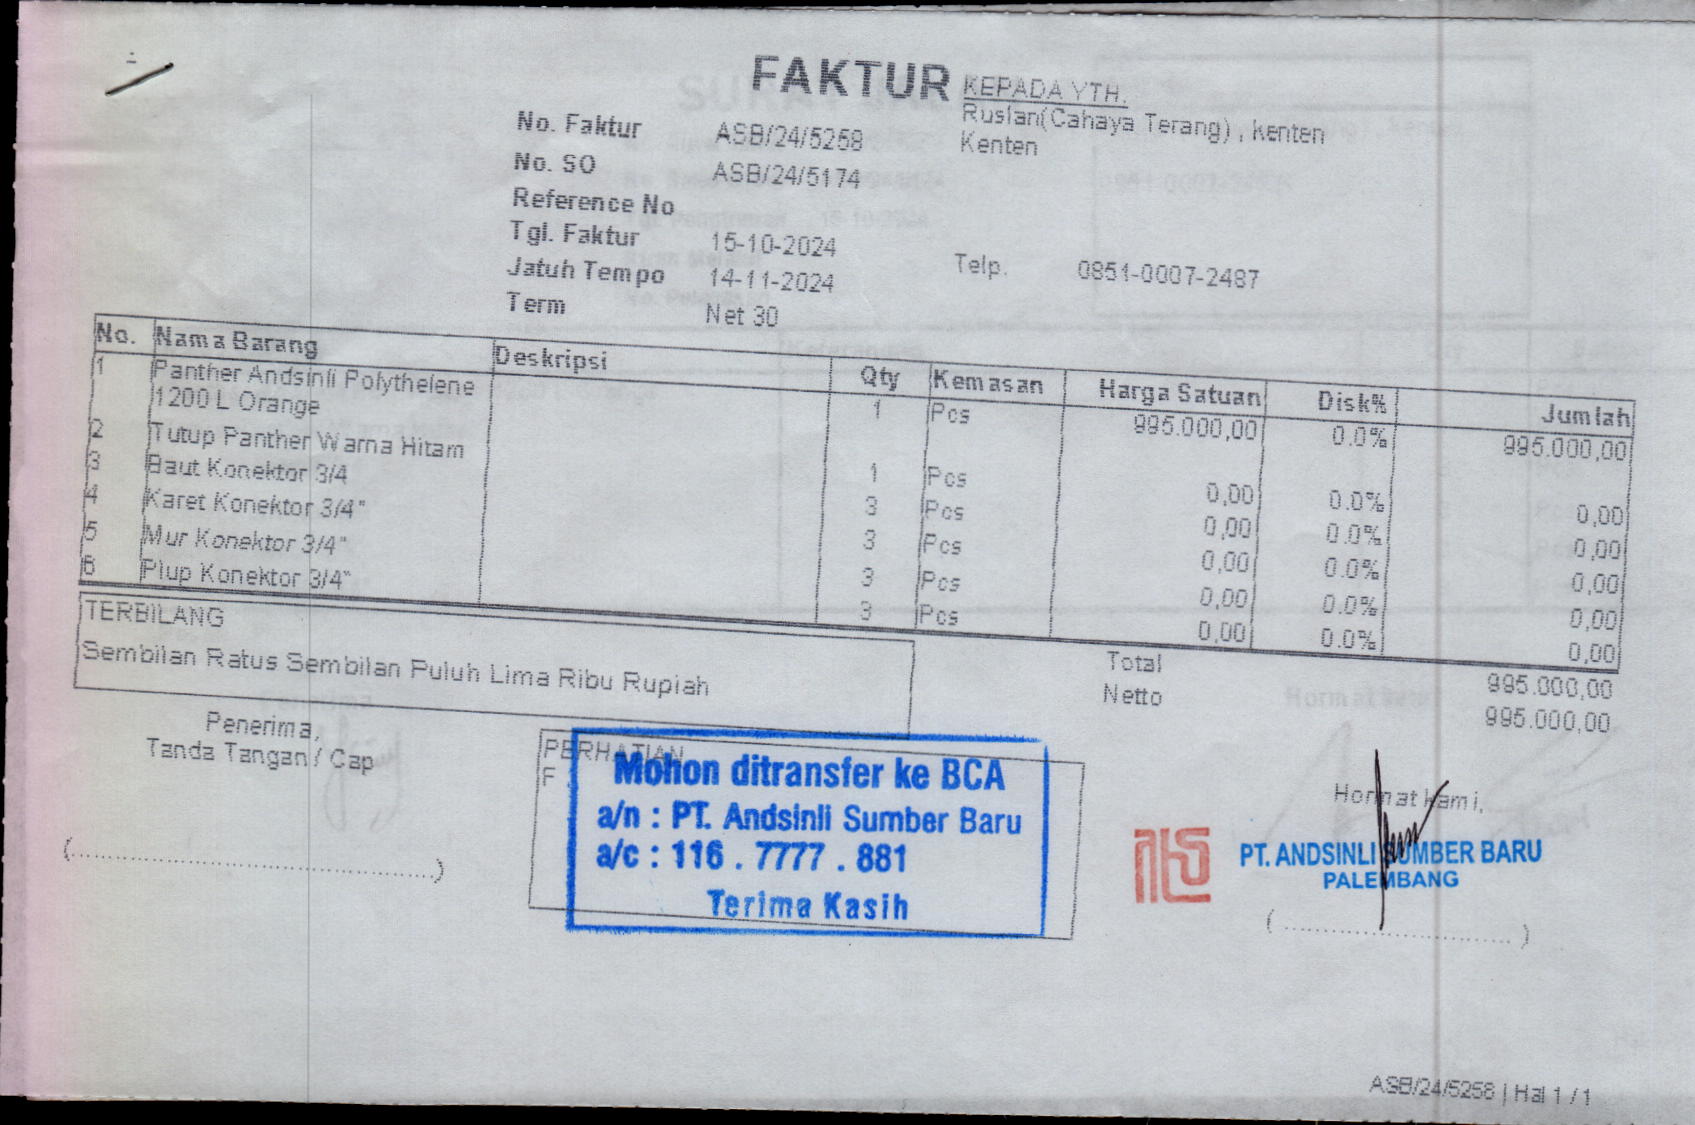 FAKTUR
KEPADA YTH.
Ruslan(Cahaya Terang) , kenten
Kenten
No. Faktur ASB/24/5258
No. SO ASB/24/5174
Reference No
Tgl. Faktur 15-10-2024
Jatuh Tempo 14-11-2024
Term Net 30
Telp. 0851-0007-2487
No. Nama Barang Deskripsi Qty Kemasan Harga Satuan Disk% Jumlah
1 Panther Andsinli Polythelene 1 Pcs 995.000,00 0.0% 995.000,00
1200 L Orange
2 Tutup Panther Warna Hitam 1 Pcs 0,00 0.0% 0,00
3 Baut Konektor 3/4 3 Pcs 0,00 0.0% 0,00
4 Karet Konektor 3/4" 3 Pcs 0,00 0.0% 0,00
5 Mur Konektor 3/4" 3 Pcs 0,00 0.0% 0,00
6 Plup Konektor 3/4" 3 Pcs 0,00 0.0% 0,00
TERBILANG
Sembilan Ratus Sembilan Puluh Lima Ribu Rupiah
Total 995.000,00
Netto 995.000,00
Penerima,
Tanda Tangan / Cap
(..............................)
PERHATIAN
F
Mohon ditransfer ke BCA
a/n : PT. Andsinli Sumber Baru
a/c : 116 . 7777 . 881
Terima Kasih
Hormat kami,
PT. ANDSINLI SUMBER BARU
PALEMBANG
(..............................)
ASB/24/5258 | Hal 1 / 1